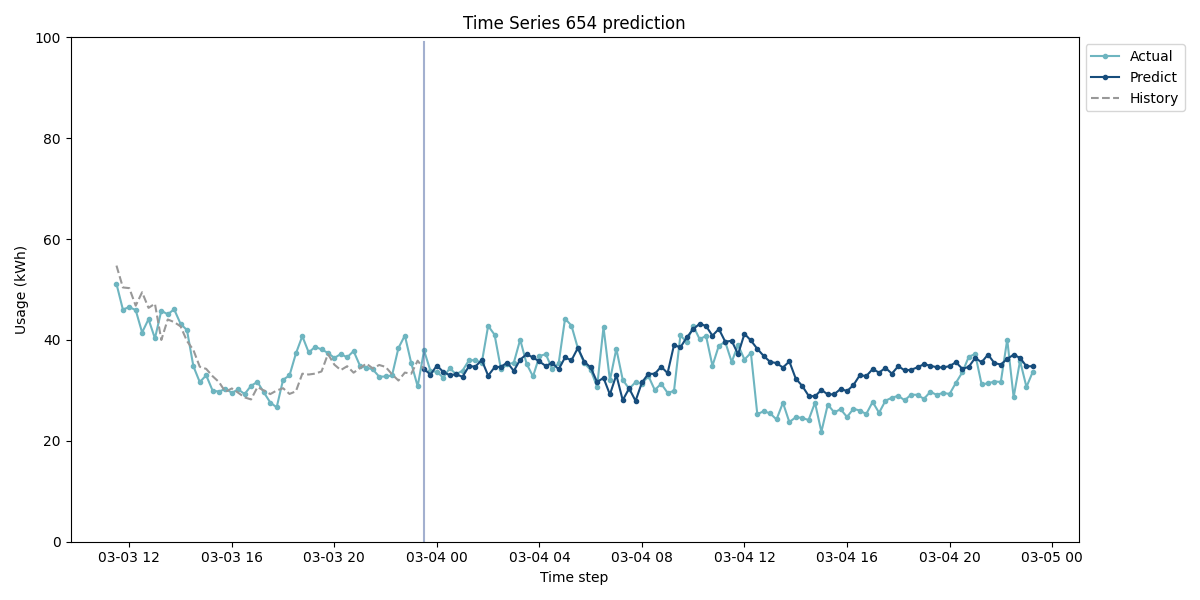 Time Series 654 prediction
Usage (kWh)
100
80
60
40
20
0
03-03 12
03-03 16
03-03 20
03-04 00
03-04 04
03-04 08
03-04 12
03-04 16
03-04 20
03-05 00
Time step
Actual
Predict
History